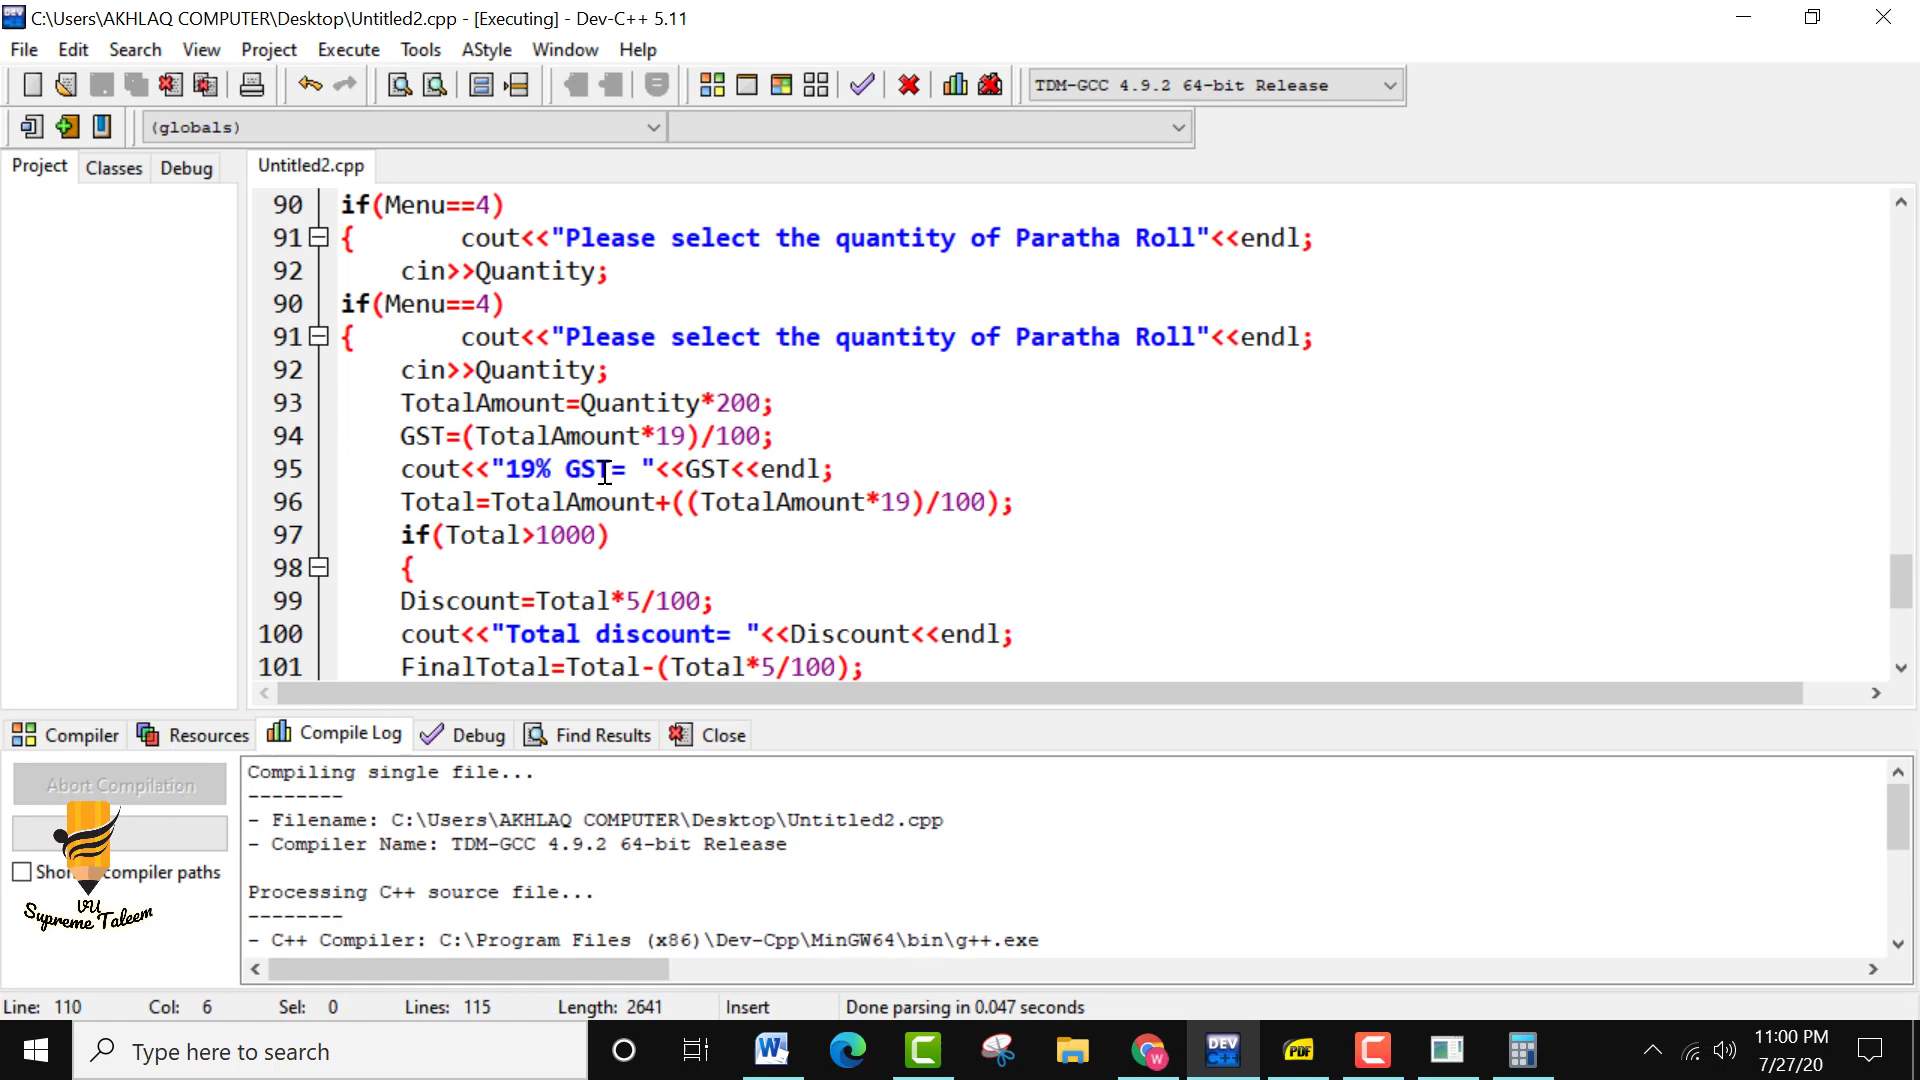 C:\Users\AKHLAQ COMPUTER\Desktop\Untitled2.cpp - [Executing] - Dev-C++ 5.11
File Edit Search View Project Execute Tools AStyle Window Help
TDM-GCC 4.9.2 64-bit Release
(globals)
Project Classes Debug Untitled2.cpp
90 if(Menu==4)
91 { cout<<"Please select the quantity of Paratha Roll"<<endl;
92 cin>>Quantity;
90 if(Menu==4)
91 { cout<<"Please select the quantity of Paratha Roll"<<endl;
92 cin>>Quantity;
93 TotalAmount=Quantity*200;
94 GST=(TotalAmount*19)/100;
95 cout<<"19% GST= "<<GST<<endl;
96 Total=TotalAmount+((TotalAmount*19)/100);
97 if(Total>1000)
98 {
99 Discount=Total*5/100;
100 cout<<"Total discount= "<<Discount<<endl;
101 FinalTotal=Total-(Total*5/100);
Compiler Resources Compile Log Debug Find Results Close
Abort Compilation
Compiling single file...
--------
- Filename: C:\Users\AKHLAQ COMPUTER\Desktop\Untitled2.cpp
- Compiler Name: TDM-GCC 4.9.2 64-bit Release
compiler paths
Processing C++ source file...
--------
- C++ Compiler: C:\Program Files (x86)\Dev-Cpp\MinGW64\bin\g++.exe
VU
Supreme Taleem
Line: 110 Col: 6 Sel: 0 Lines: 115 Length: 2641 Insert Done parsing in 0.047 seconds
Type here to search
W
DEV
C++
PDF
W
11:00 PM
7/27/20